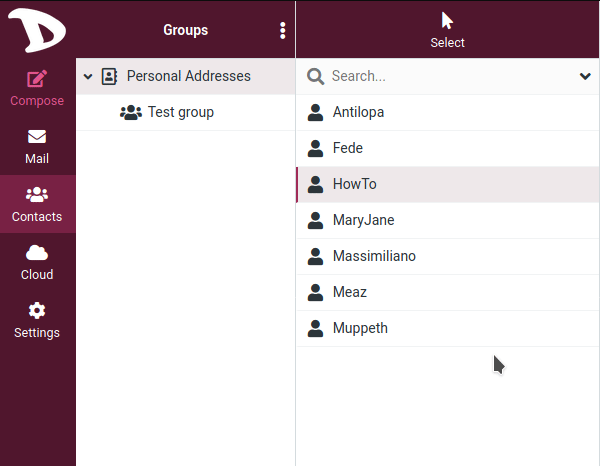 Compose
Mail
Contacts
Cloud
Settings
Groups
Personal Addresses
Test group
Select
Search...
Antilopa
Fede
HowTo
MaryJane
Massimiliano
Meaz
Muppeth